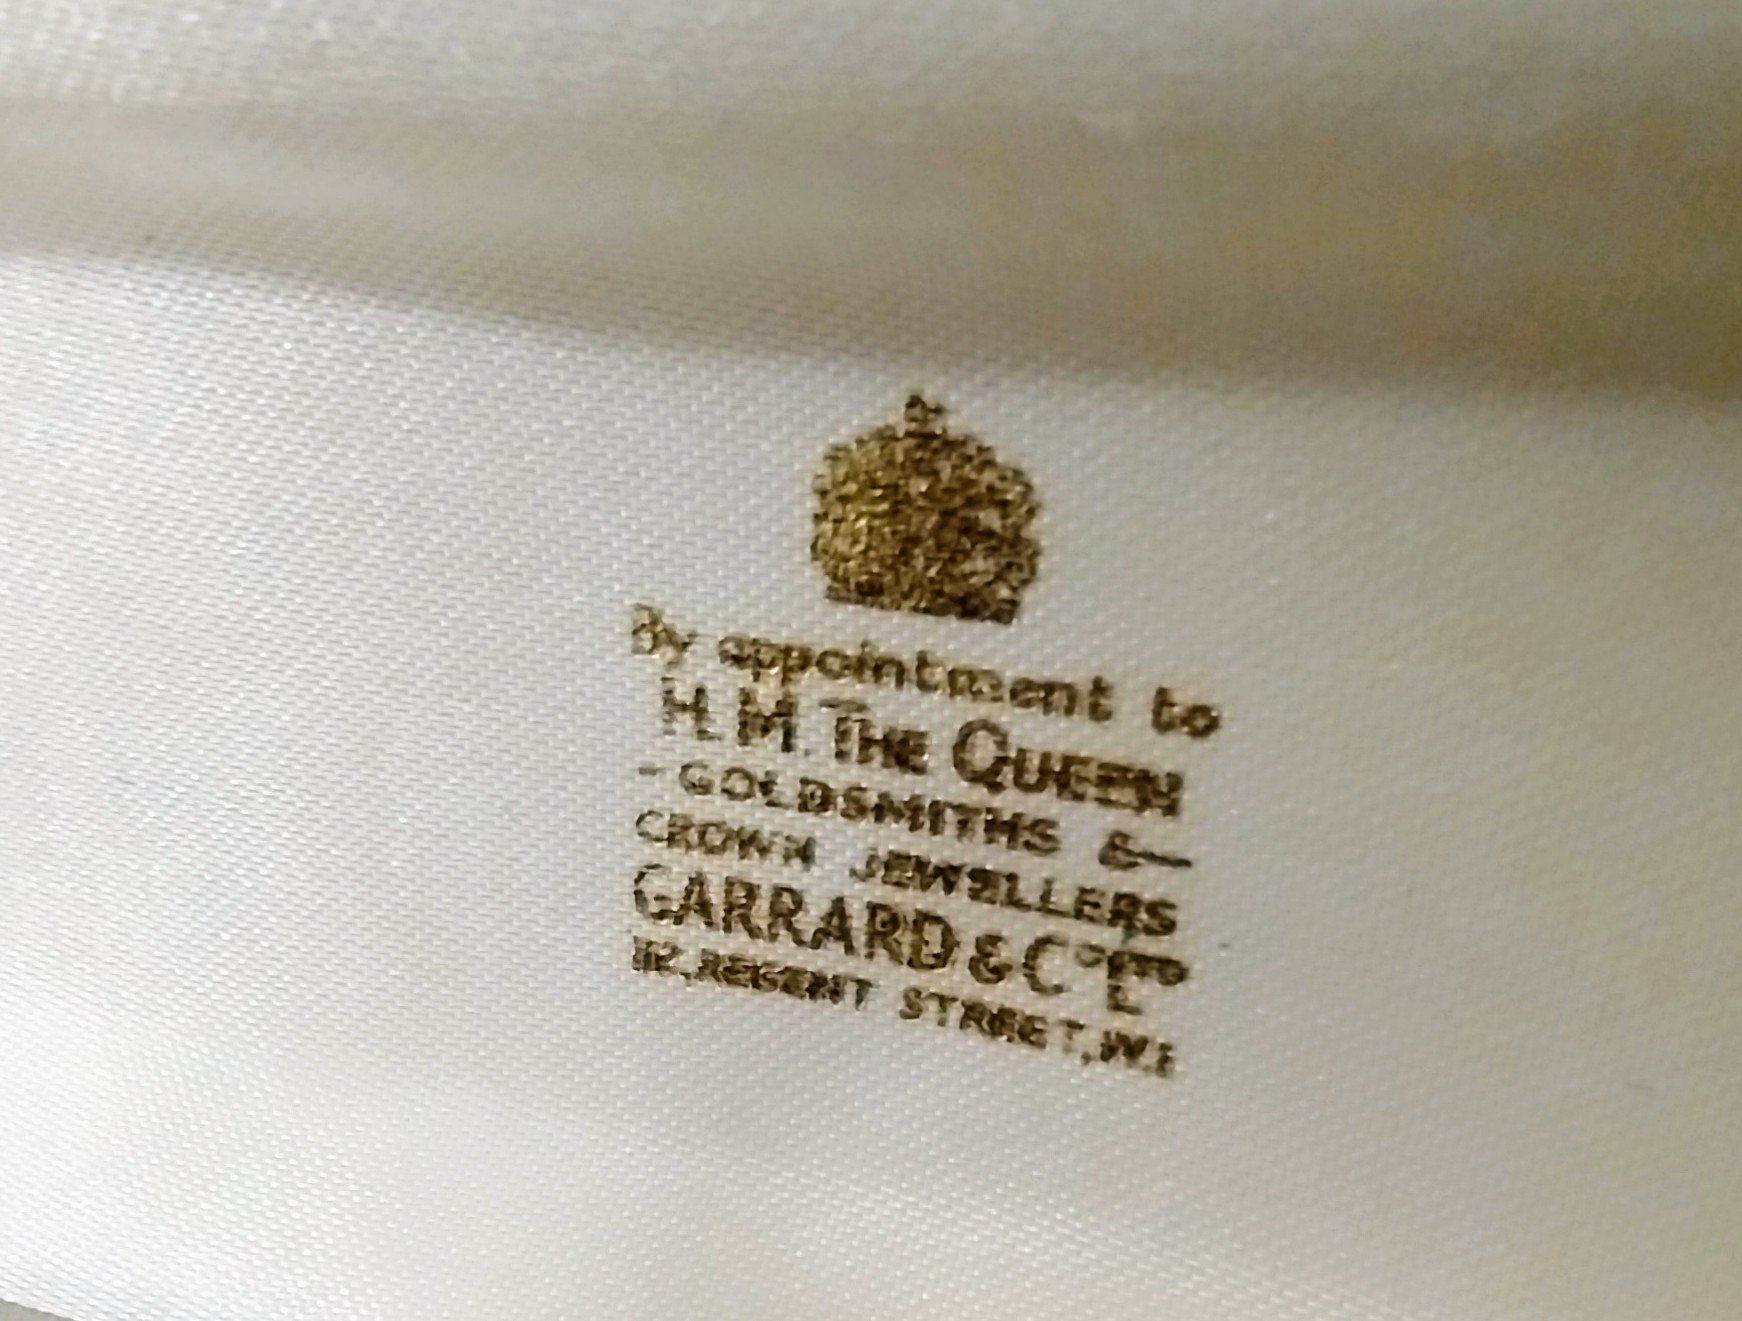 By appointment to
H.M. THE QUEEN
- GOLDSMITHS & -
CROWN JEWELLERS
GARRARD & Co LTD
112, REGENT STREET, W.1